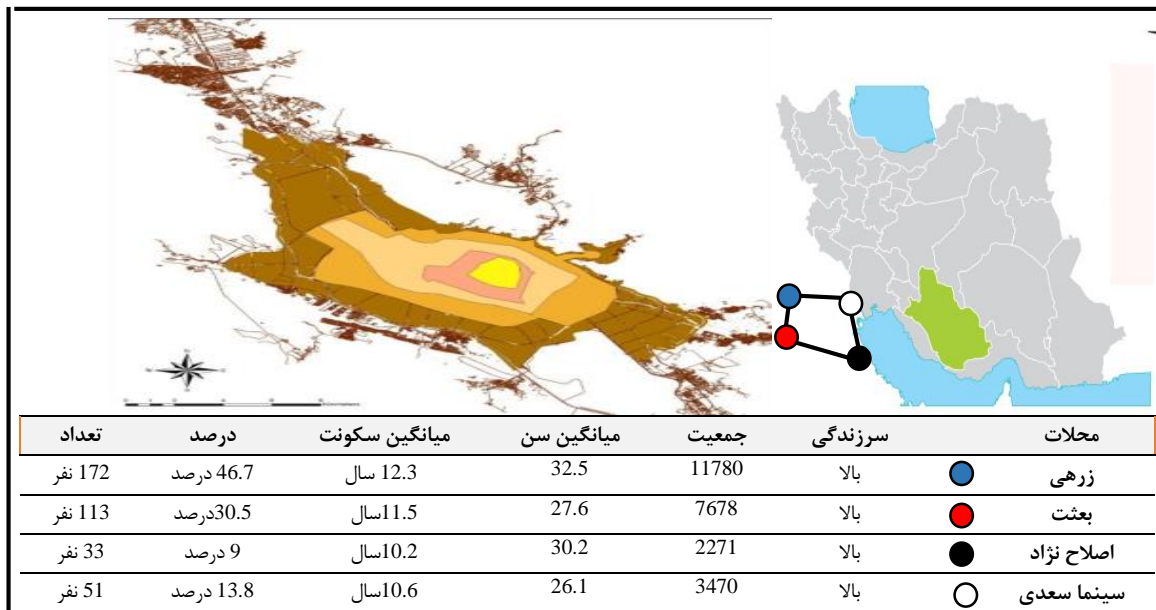 محلات سرزندگی جمعیت میانگین سن میانگین سکونت درصد تعداد
زرهی بالا 11780 32.5 12.3 سال 46.7 درصد 172 نفر
بعثت بالا 7678 27.6 11.5سال 30.5درصد 113 نفر
اصلاح نژاد بالا 2271 30.2 10.2سال 9 درصد 33 نفر
سینما سعدی بالا 3470 26.1 10.6سال 13.8 درصد 51 نفر